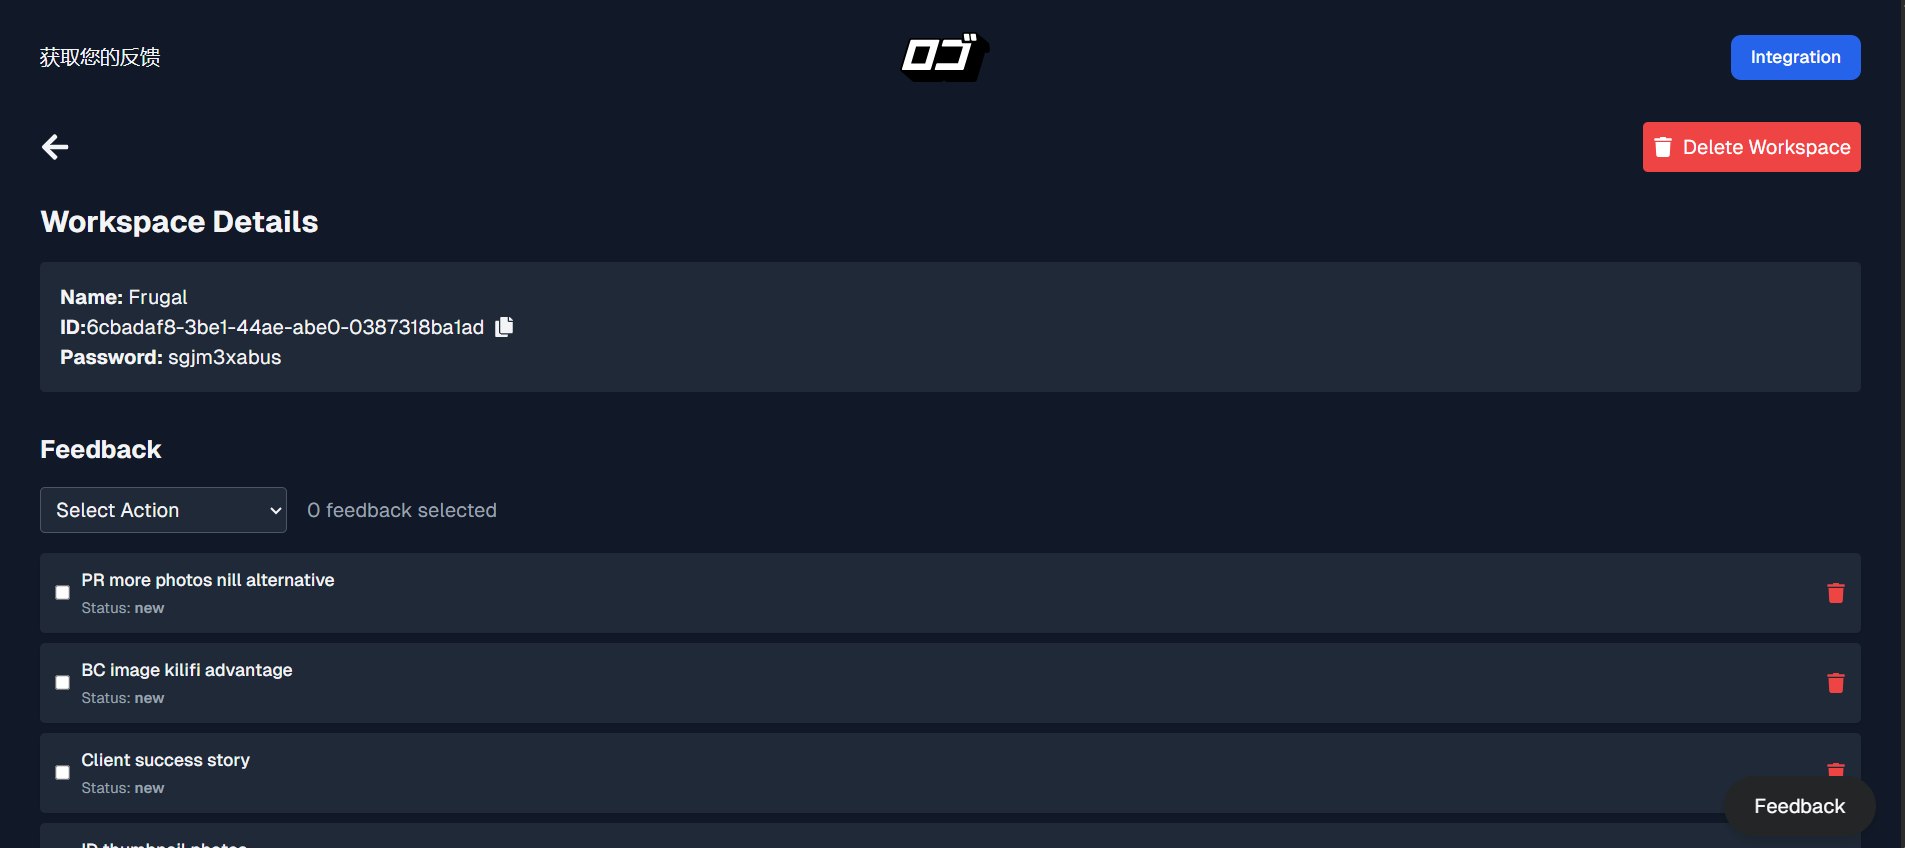 获取您的反馈
ロゴ
Integration
Delete Workspace
Workspace Details
Name: Frugal
ID:6cbadaf8-3be1-44ae-abe0-0387318ba1ad
Password: sgjm3xabus
Feedback
Select Action
0 feedback selected
PR more photos nill alternative
Status: new
BC image kilifi advantage
Status: new
Client success story
Status: new
Feedback